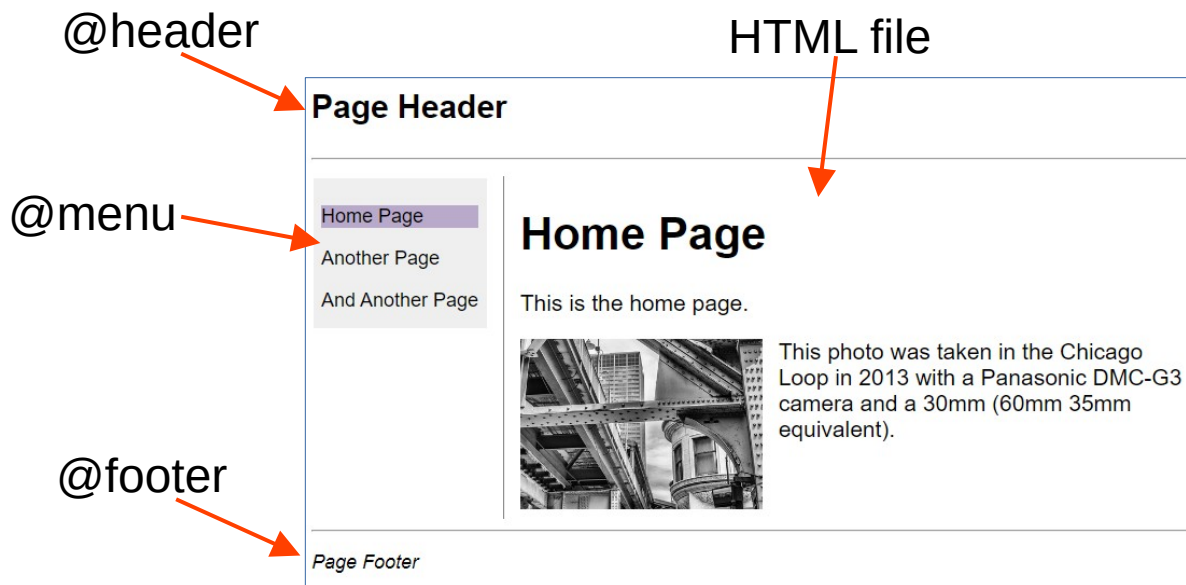 @header
HTML file
Page Header
@menu
Home Page
Another Page
And Another Page
Home Page
This is the home page.
This photo was taken in the Chicago
Loop in 2013 with a Panasonic DMC-G3
camera and a 30mm (60mm 35mm
equivalent).
@footer
Page Footer